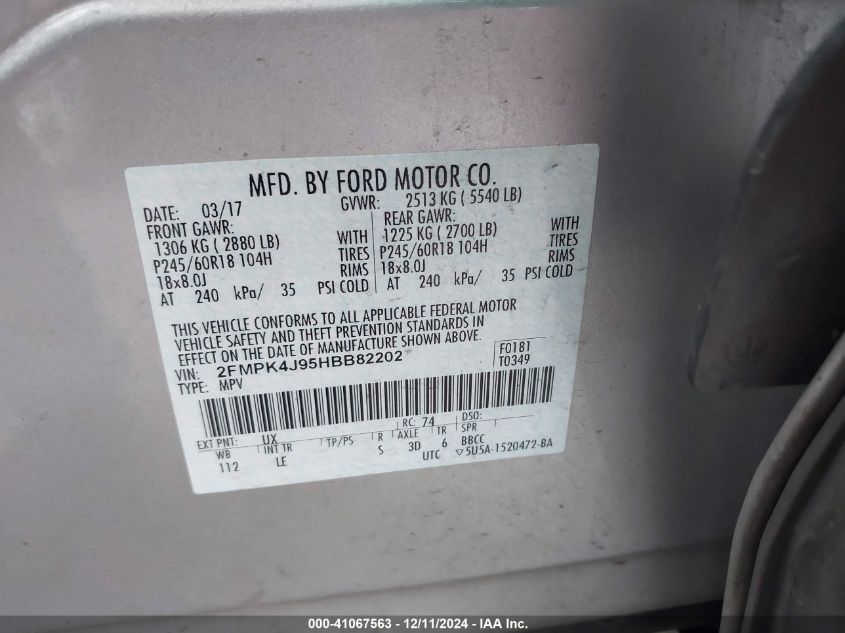 MFD. BY FORD MOTOR CO.
DATE: 03/17 GVWR: 2513 KG ( 5540 LB)
FRONT GAWR: REAR GAWR:
1306 KG ( 2880 LB) WITH 1225 KG ( 2700 LB) WITH
P245/60R18 104H TIRES P245/60R18 104H TIRES
18x8.0J RIMS 18x8.0J RIMS
AT 240 kPa/ 35 PSI COLD AT 240 kPa/ 35 PSI COLD
THIS VEHICLE CONFORMS TO ALL APPLICABLE FEDERAL MOTOR
VEHICLE SAFETY AND THEFT PREVENTION STANDARDS IN
EFFECT ON THE DATE OF MANUFACTURE SHOWN ABOVE.
VIN: 2FMPK4J95HBB82202 F0181
TYPE: MPV T0349
EXT PNT: UX RC: 74 DSO:
WB INT TR TP/PS R AXLE TR SPR
112 LE S 3D 6 BBCC
UTC ▽5U5A-1520472-BA
000-41067563 - 12/11/2024 - IAA Inc.